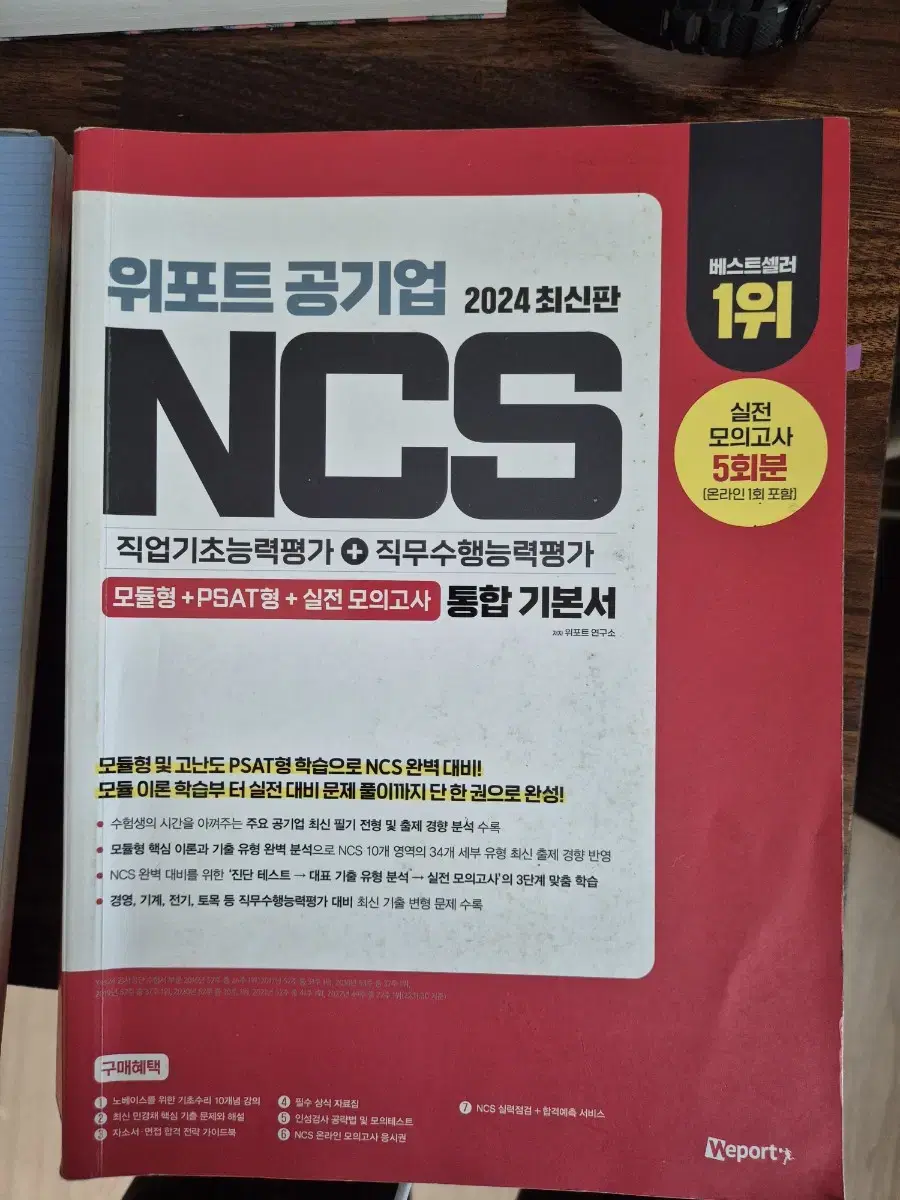 베스트셀러
1위
위포트 공기업 2024 최신판
NCS
실전
모의고사
5회분
[온라인 1회 포함]
직업기초능력평가 + 직무수행능력평가
모듈형 + PSAT형 + 실전 모의고사 통합 기본서
저자 위포트 연구소
모듈형 및 고난도 PSAT형 학습으로 NCS 완벽 대비!
모듈 이론 학습부 터 실전 대비 문제 풀이까지 단 한 권으로 완성!
• 수험생의 시간을 아껴주는 주요 공기업 최신 필기 전형 및 출제 경향 분석 수록
• 모듈형 핵심 이론과 기출 유형 완벽 분석으로 NCS 10개 영역의 34개 세부 유형 최신 출제 경향 반영
• NCS 완벽 대비를 위한 '진단 테스트 → 대표 기출 유형 분석 → 실전 모의고사'의 3단계 맞춤 학습
• 경영, 기계, 전기, 토목 등 직무수행능력평가 대비 최신 기출 변형 문제 수록
구매혜택
1 노베이스를 위한 기초수리 10개념 강의
2 최신 민경채 핵심 기출 문제와 해설
3 자소서·면접 합격 전략 가이드북
4 필수 상식 자료집
5 인성검사 공략법 및 모의테스트
6 NCS 온라인 모의고사 응시권
7 NCS 실력점검 + 합격예측 서비스
Weport